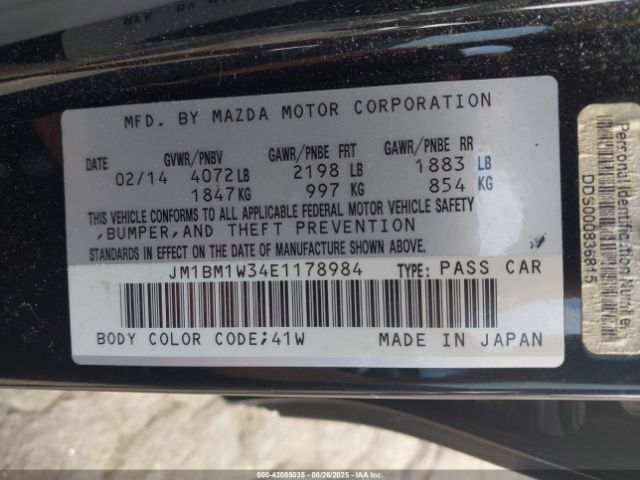 MFD. BY MAZDA MOTOR CORPORATION
DATE GVWR/PNBV GAWR/PNBE FRT GAWR/PNBE RR
02/14 4072 LB 2198 LB 1883 LB
1847 KG 997 KG 854 KG
THIS VEHICLE CONFORMS TO ALL APPLICABLE FEDERAL MOTOR VEHICLE SAFETY
,BUMPER,AND THEFT PREVENTION
STANDARDS IN EFFECT ON THE DATE OF MANUFACTURE SHOWN ABOVE.
JM1BM1W34E1178984 TYPE: PASS CAR
BODY COLOR CODE;41W MADE IN JAPAN
Personal Identification Number
DDS000836815
000-43085035 - 08/26/2025 - IAAI.com